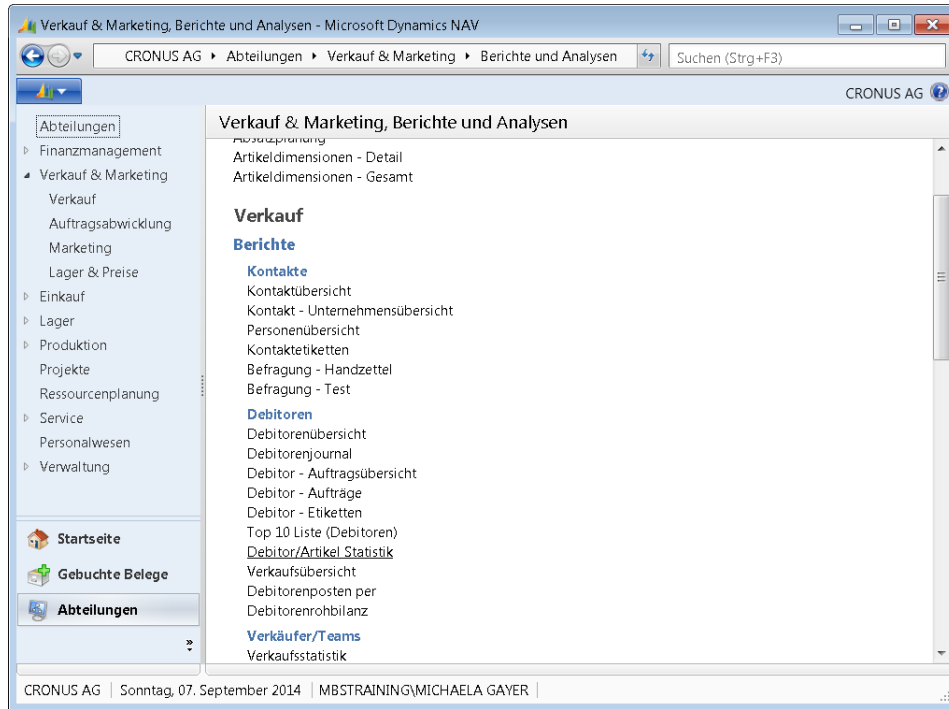 Verkauf & Marketing, Berichte und Analysen - Microsoft Dynamics NAV
CRONUS AG ▸ Abteilungen ▸ Verkauf & Marketing ▸ Berichte und Analysen
Suchen (Strg+F3)
CRONUS AG
Abteilungen
Finanzmanagement
Verkauf & Marketing
Verkauf
Auftragsabwicklung
Marketing
Lager & Preise
Einkauf
Lager
Produktion
Projekte
Ressourcenplanung
Service
Personalwesen
Verwaltung
Startseite
Gebuchte Belege
Abteilungen
Verkauf & Marketing, Berichte und Analysen
Absatzplanung
Artikeldimensionen - Detail
Artikeldimensionen - Gesamt
Verkauf
Berichte
Kontakte
Kontaktübersicht
Kontakt - Unternehmensübersicht
Personenübersicht
Kontaktetiketten
Befragung - Handzettel
Befragung - Test
Debitoren
Debitorenübersicht
Debitorenjournal
Debitor - Auftragsübersicht
Debitor - Aufträge
Debitor - Etiketten
Top 10 Liste (Debitoren)
Debitor/Artikel Statistik
Verkaufsübersicht
Debitorenposten per
Debitorenrohbilanz
Verkäufer/Teams
Verkaufsstatistik
CRONUS AG | Sonntag, 07. September 2014 | MBSTRAINING\MICHAELA GAYER |